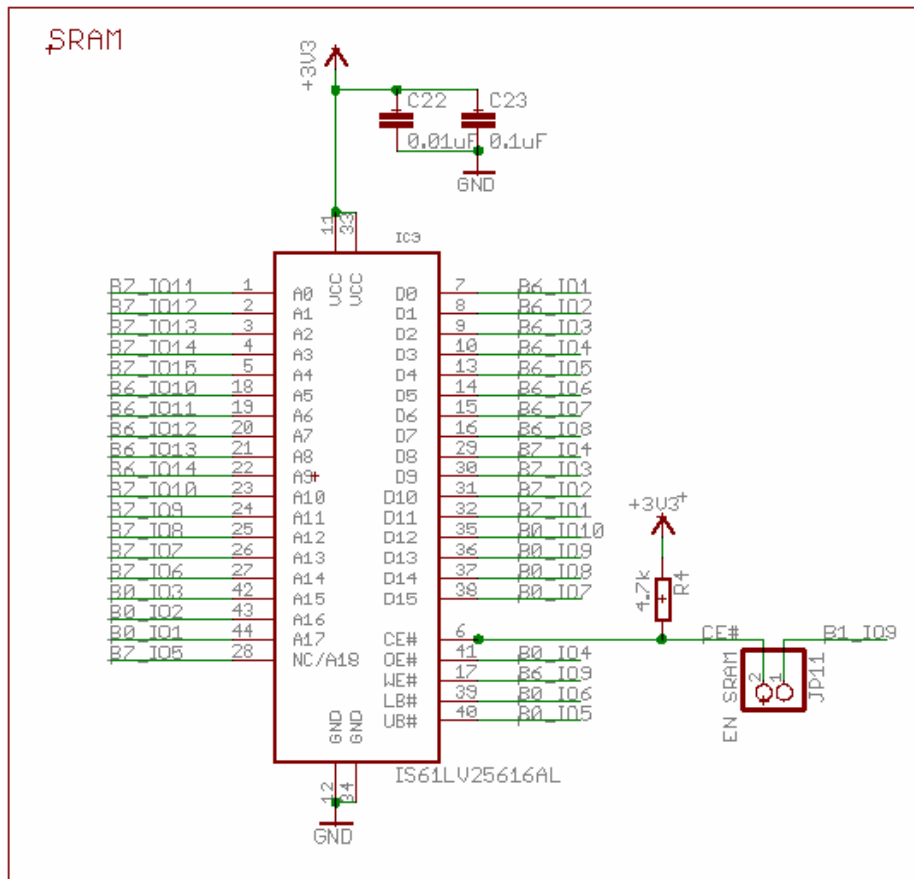 SRAM
+3V3
C22 C23
0.01uF 0.1uF
GND
11 33
IC3
VCC VCC
B7_IO11 1 A0 D0 7 B6_IO1
B7_IO12 2 A1 D1 8 B6_IO2
B7_IO13 3 A2 D2 9 B6_IO3
B7_IO14 4 A3 D3 10 B6_IO4
B7_IO15 5 A4 D4 13 B6_IO5
B6_IO10 18 A5 D5 14 B6_IO6
B6_IO11 19 A6 D6 15 B6_IO7
B6_IO12 20 A7 D7 16 B6_IO8
B6_IO13 21 A8 D8 29 B7_IO4
B6_IO14 22 A9 D9 30 B7_IO3
B7_IO10 23 A10 D10 31 B7_IO2
B7_IO9 24 A11 D11 32 B7_IO1
B7_IO8 25 A12 D12 35 B0_IO10
B7_IO7 26 A13 D13 36 B0_IO9
B7_IO6 27 A14 D14 37 B0_IO8
B0_IO3 42 A15 D15 38 B0_IO7
B0_IO2 43 A16
B0_IO1 44 A17 CE# 6
B7_IO5 28 NC/A18 OE# 41 B0_IO4
WE# 17 B6_IO9
LB# 39 B0_IO6
UB# 40 B0_IO5
+3V3
4.7k R4
CE# B1_IO9
EN SRAM 2 1 JP11
GND GND
IS61LV25616AL
12 34
GND